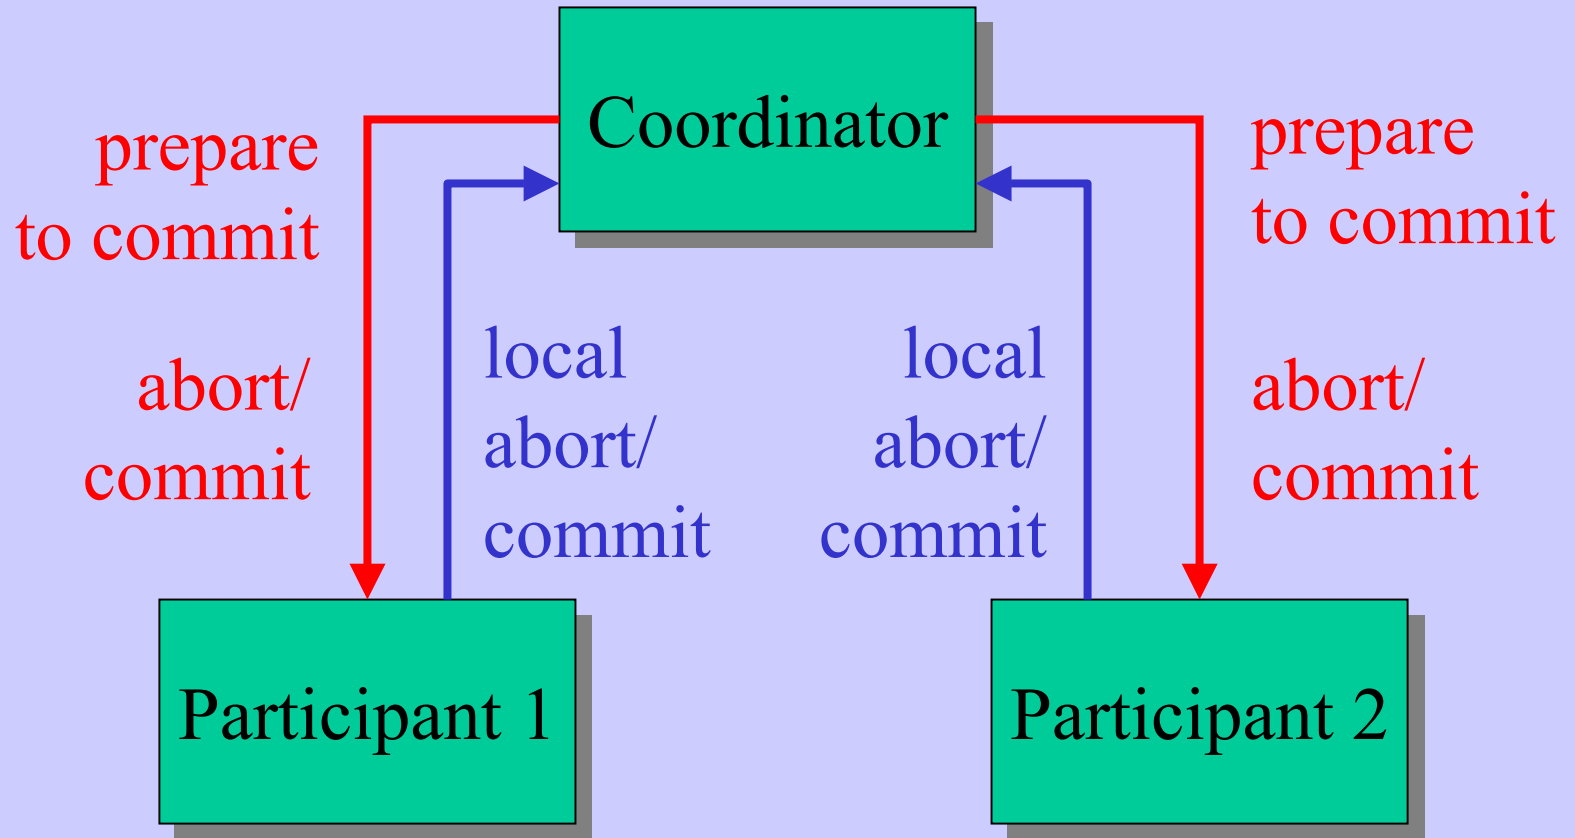 Coordinator
prepare
to commit
abort/
commit
local
abort/
commit
local
abort/
commit
prepare
to commit
abort/
commit
Participant 1
Participant 2